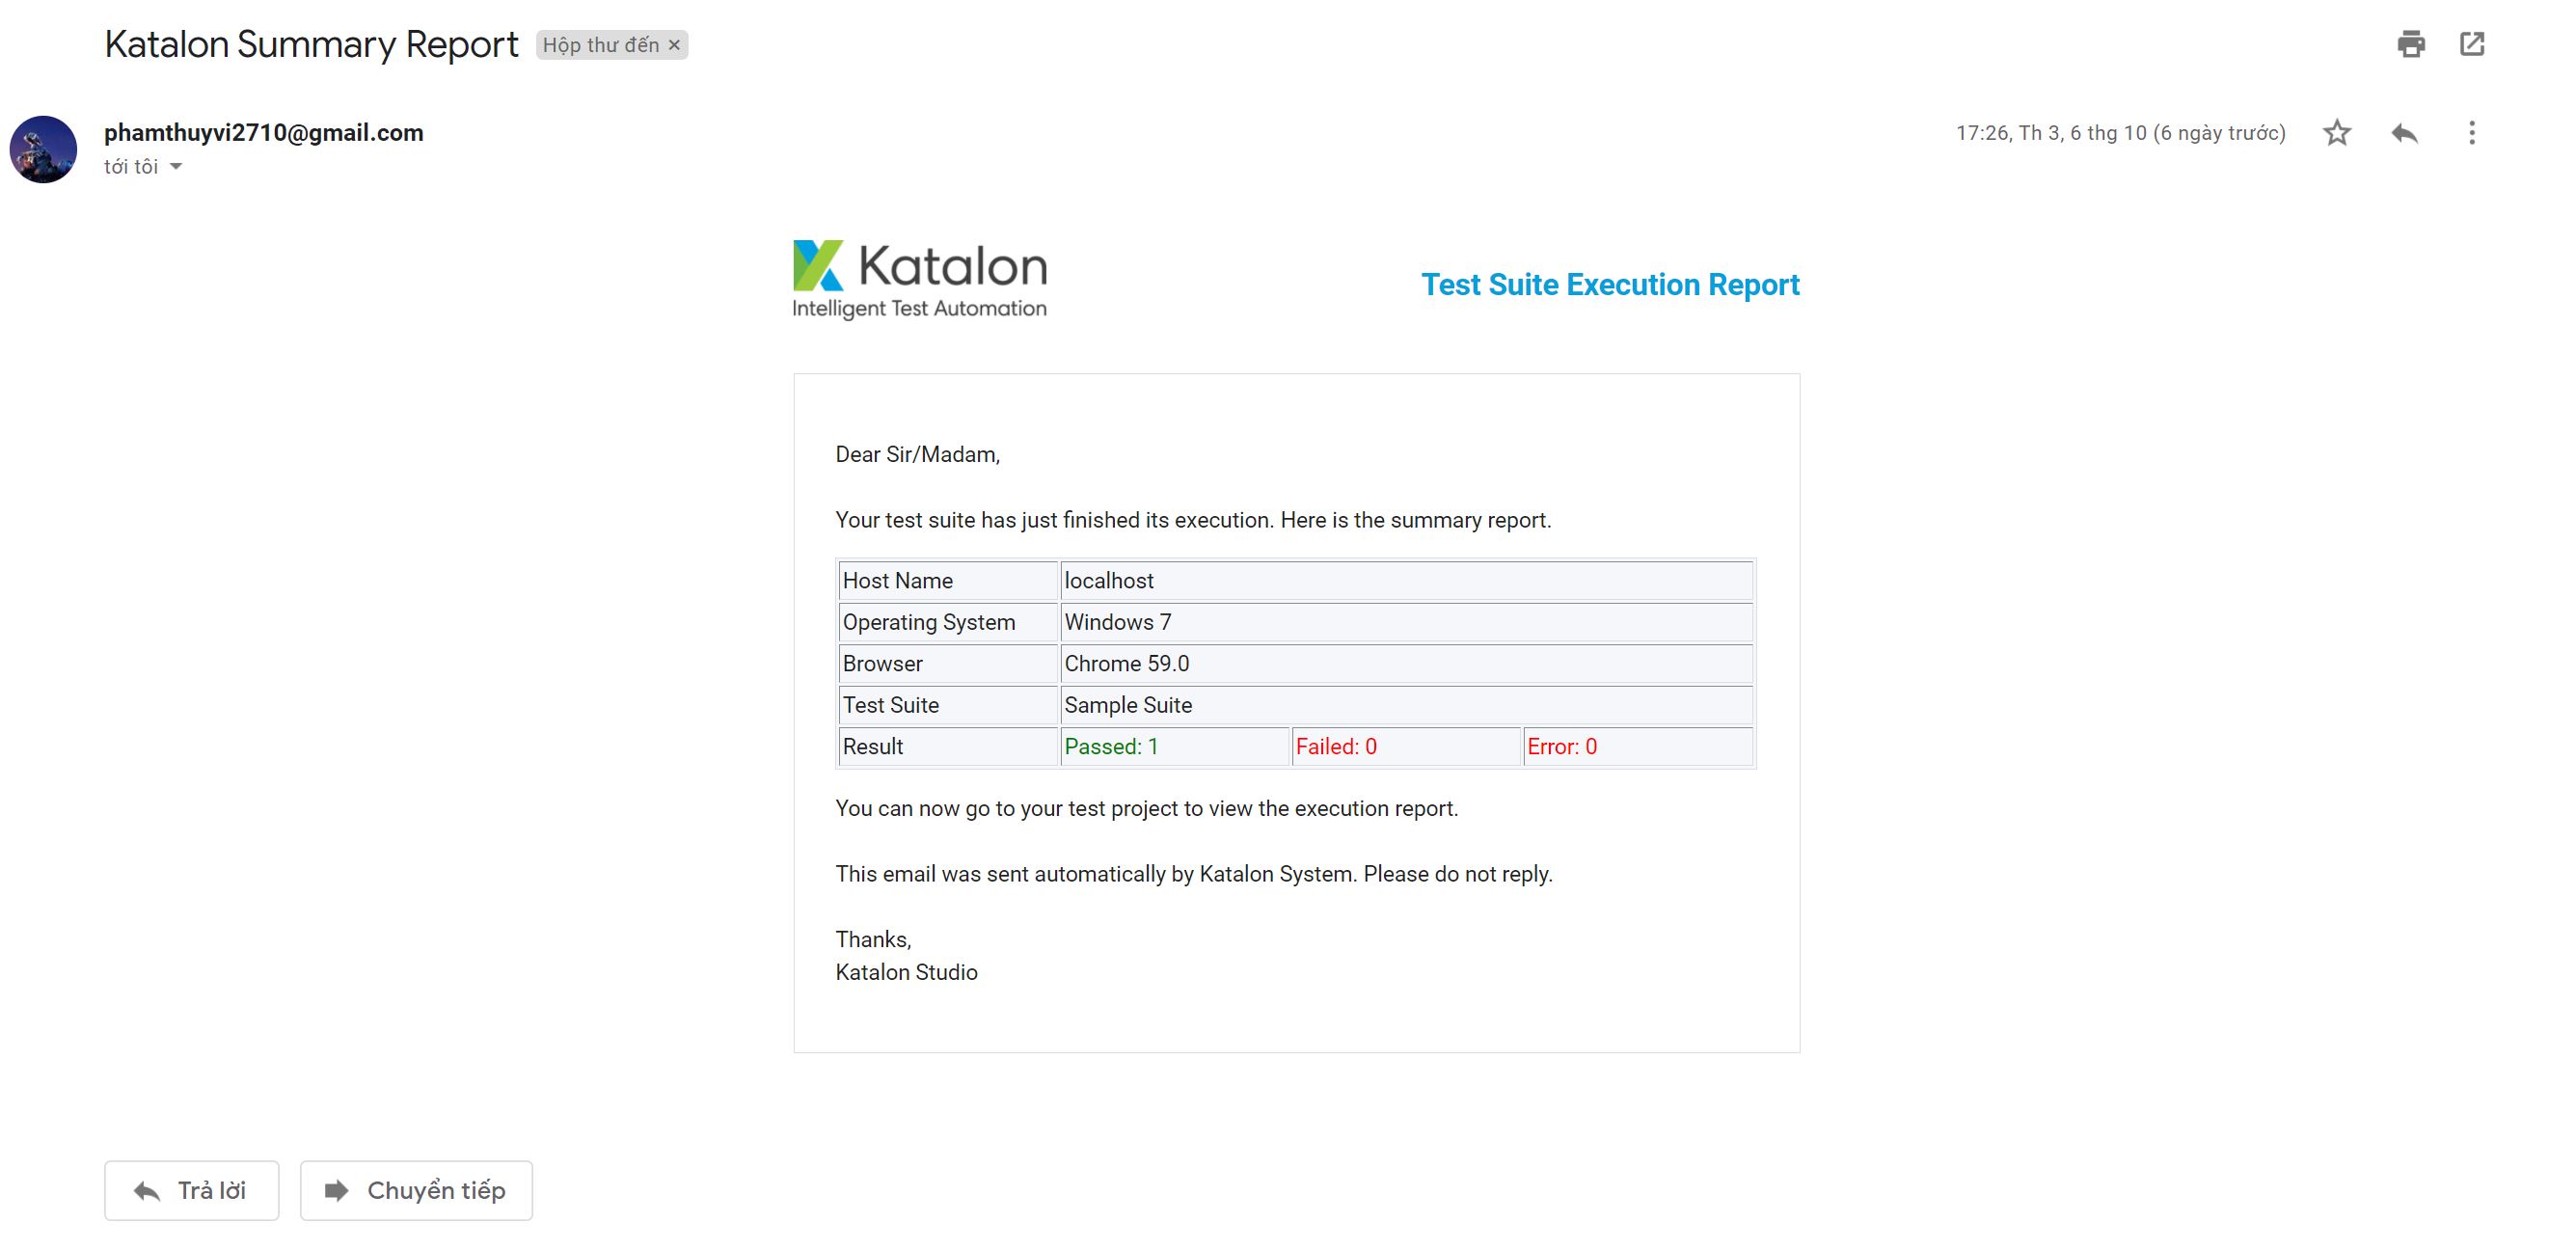 Katalon Summary Report Hộp thư đến ×
phamthuyvi2710@gmail.com
17:26, Th 3, 6 thg 10 (6 ngày trước)
tới tôi
Katalon
Intelligent Test Automation
Test Suite Execution Report
Dear Sir/Madam,
Your test suite has just finished its execution. Here is the summary report.
Host Name localhost
Operating System Windows 7
Browser Chrome 59.0
Test Suite Sample Suite
Result Passed: 1 Failed: 0 Error: 0
You can now go to your test project to view the execution report.
This email was sent automatically by Katalon System. Please do not reply.
Thanks,
Katalon Studio
Trả lời Chuyển tiếp